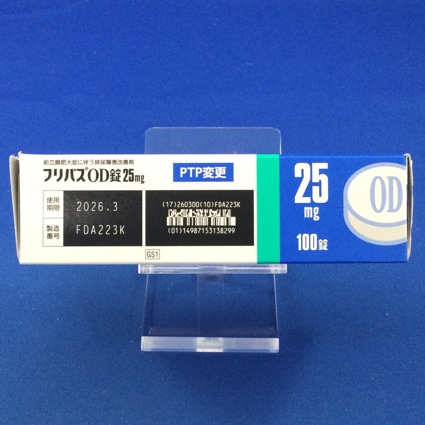 前立腺肥大症に伴う排尿障害改善剤
フリバスOD錠25mg
PTP変更
使用
期限
2026.3
製造
番号
FDA223K
(17)260300(10)FDA223K
(01)14987153138299
GS1
25
mg
100錠
OD